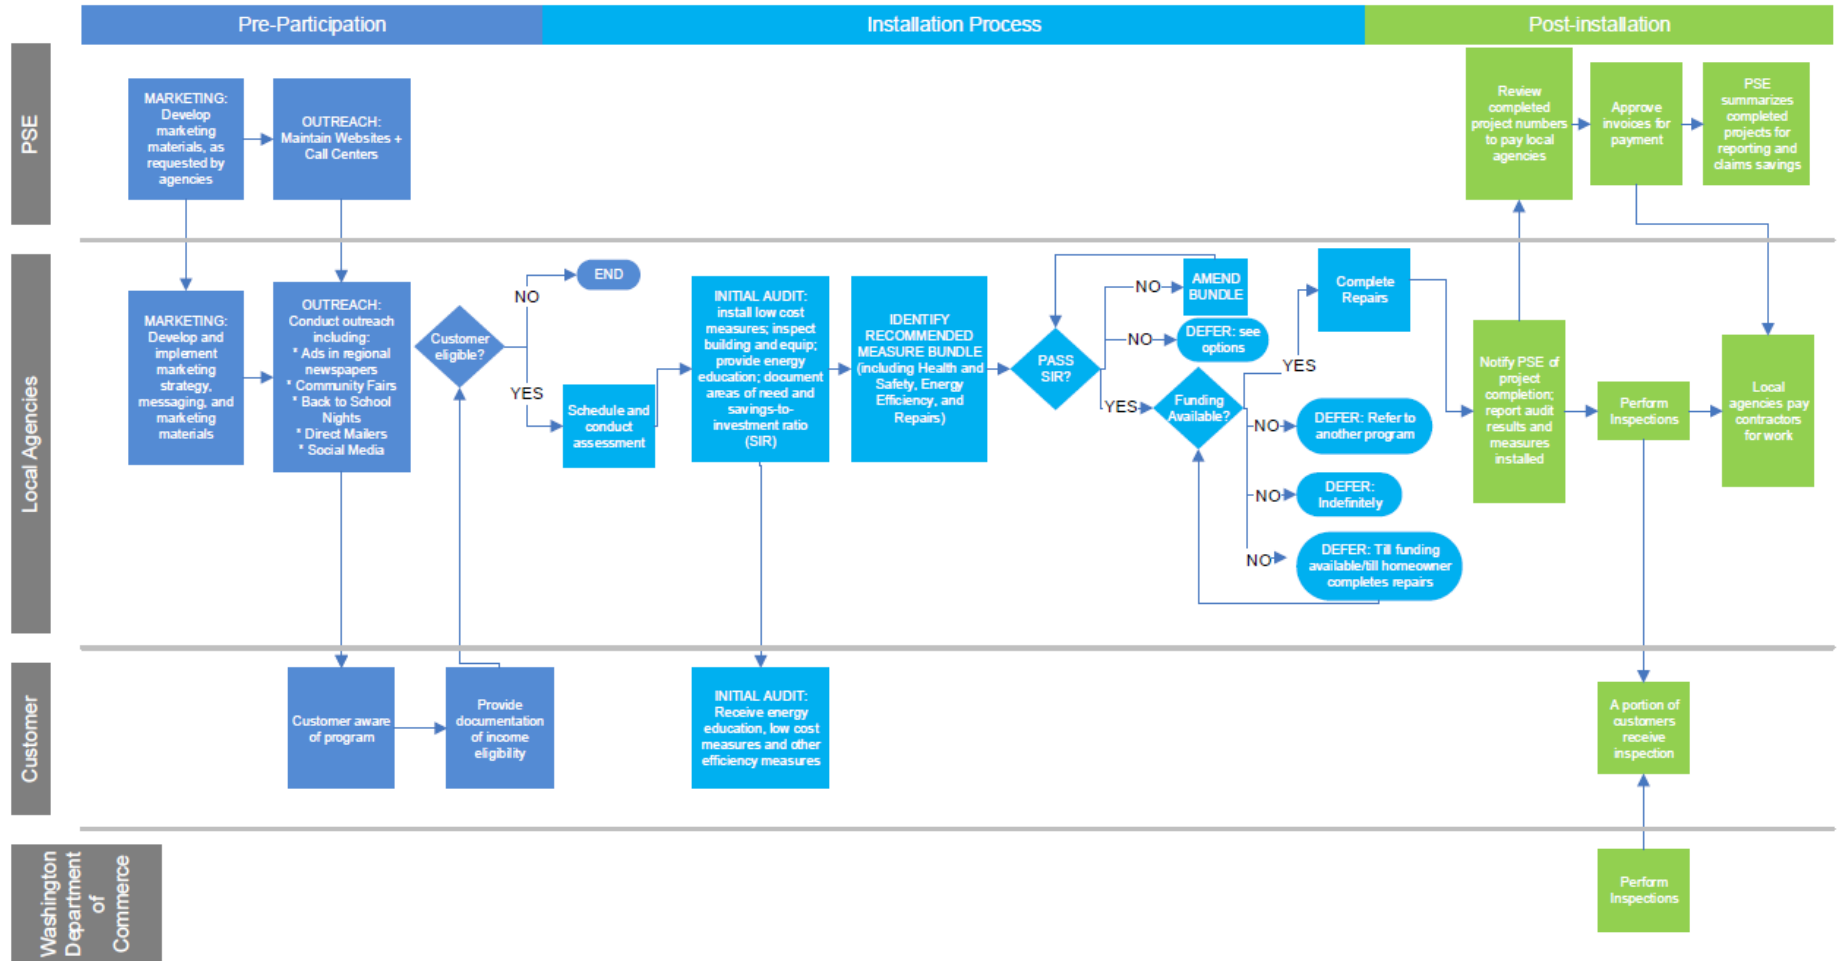 Pre-Participation
Installation Process
Post-installation
PSE
MARKETING:
Develop
marketing
materials, as
requested by
agencies
OUTREACH:
Maintain Websites +
Call Centers
Review
completed
project numbers
to pay local
agencies
Approve
invoices for
payment
PSE
summarizes
completed
projects for
reporting and
claims savings
Local Agencies
MARKETING:
Develop and
implement
marketing
strategy,
messaging, and
marketing
materials
OUTREACH:
Conduct outreach
including:
* Ads in regional
newspapers
* Community Fairs
* Back to School
Nights
* Direct Mailers
* Social Media
Customer
eligible?
NO
END
YES
Schedule and
conduct
assessment
INITIAL AUDIT:
install low cost
measures; inspect
building and equip;
provide energy
education; document
areas of need and
savings-to-
investment ratio
(SIR)
IDENTIFY
RECOMMENDED
MEASURE BUNDLE
(including Health and
Safety, Energy
Efficiency, and
Repairs)
PASS
SIR?
NO
AMEND
BUNDLE
NO
DEFER: see
options
YES
Funding
Available?
YES
Complete
Repairs
NO
DEFER: Refer to
another program
NO
DEFER:
Indefinitely
NO
DEFER: Till funding
available/till homeowner
completes repairs
Notify PSE of
project
completion;
report audit
results and
measures
installed
Perform
Inspections
Local
agencies pay
contractors
for work
Customer
Customer aware
of program
Provide
documentation
of income
eligibility
INITIAL AUDIT:
Receive energy
education, low cost
measures and other
efficiency measures
A portion of
customers
receive
inspection
Washington
Department
of
Commerce
Perform
Inspections